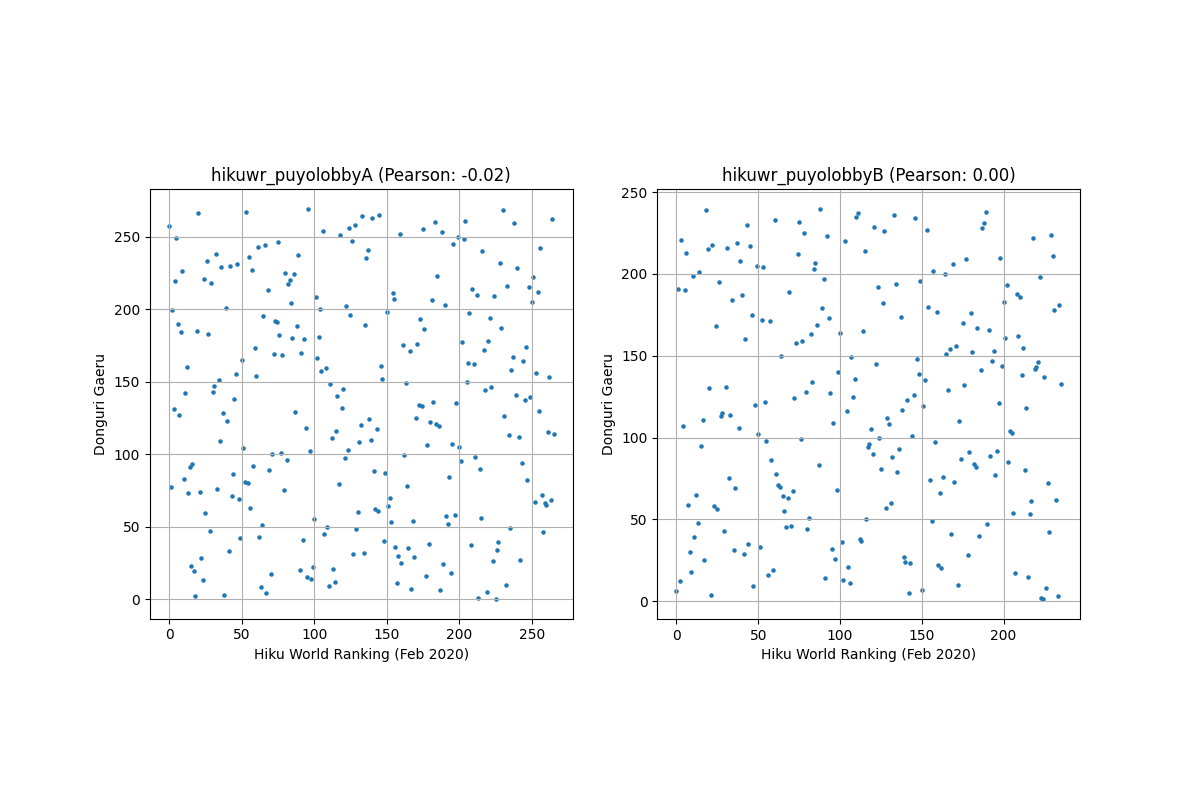 hikuwr_puyolobbyA (Pearson: -0.02)
250
200
150
100
50
0
Donguri Gaeru
0 50 100 150 200 250
Hiku World Ranking (Feb 2020)
hikuwr_puyolobbyB (Pearson: 0.00)
250
200
150
100
50
0
Donguri Gaeru
0 50 100 150 200
Hiku World Ranking (Feb 2020)